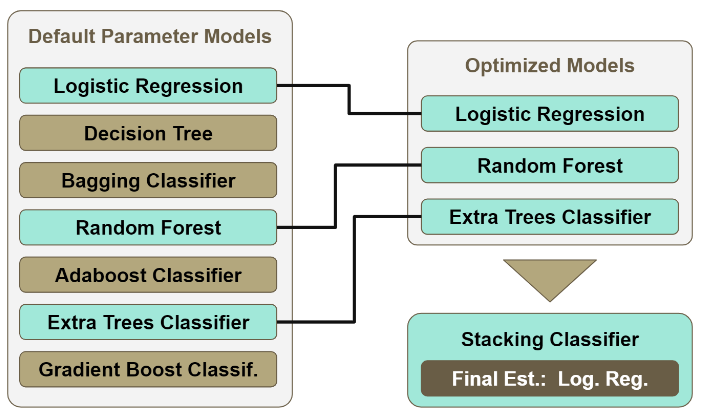 Default Parameter Models
Logistic Regression
Decision Tree
Bagging Classifier
Random Forest
Adaboost Classifier
Extra Trees Classifier
Gradient Boost Classif.
Optimized Models
Logistic Regression
Random Forest
Extra Trees Classifier
Stacking Classifier
Final Est.: Log. Reg.